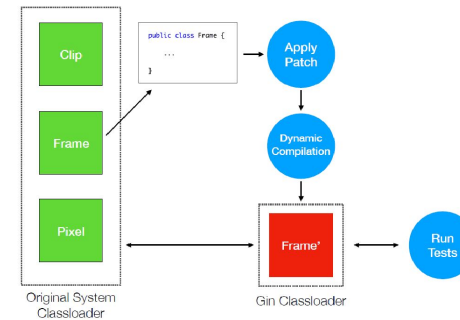 Clip
Frame
Pixel
Original System
Classloader
public class Frame {
...
}
Apply
Patch
Dynamic
Compilation
Frame'
Gin Classloader
Run
Tests